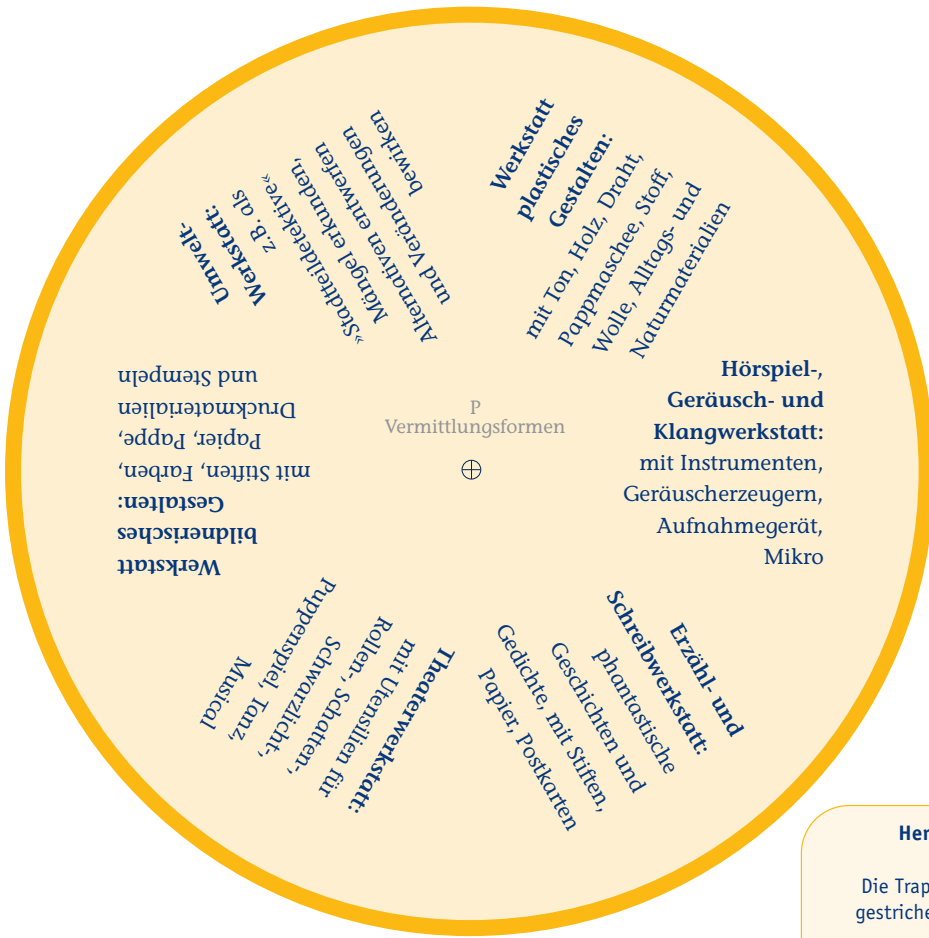 P
Vermittlungsformen
Werkstatt
plastisches
Gestalten:
mit Ton, Holz, Draht,
Pappmaschee, Stoff,
Wolle, Alltags- und
Naturmaterialien
Hörspiel-,
Geräusch- und
Klangwerkstatt:
mit Instrumenten,
Geräuscherzeugern,
Aufnahmegerät,
Mikro
Erzähl- und
Schreibwerkstatt:
phantastische
Geschichten und
Gedichte, mit Stiften,
Papier, Postkarten
Theaterwerkstatt:
mit Utensilien für
Rollen-, Schatten-,
Schwarzlicht-,
Puppenspiel, Tanz,
Musical
Werkstatt
bildnerisches
Gestalten:
mit Stiften, Farben,
Papier, Pappe,
Druckmaterialien
und Stempeln
Umwelt-
Werkstatt:
z.B. als
»Stadtteildetektive«
Mängel erkunden,
Alternativen entwerfen
und Veränderungen
bewirken
Her
Die Trap
gestriche